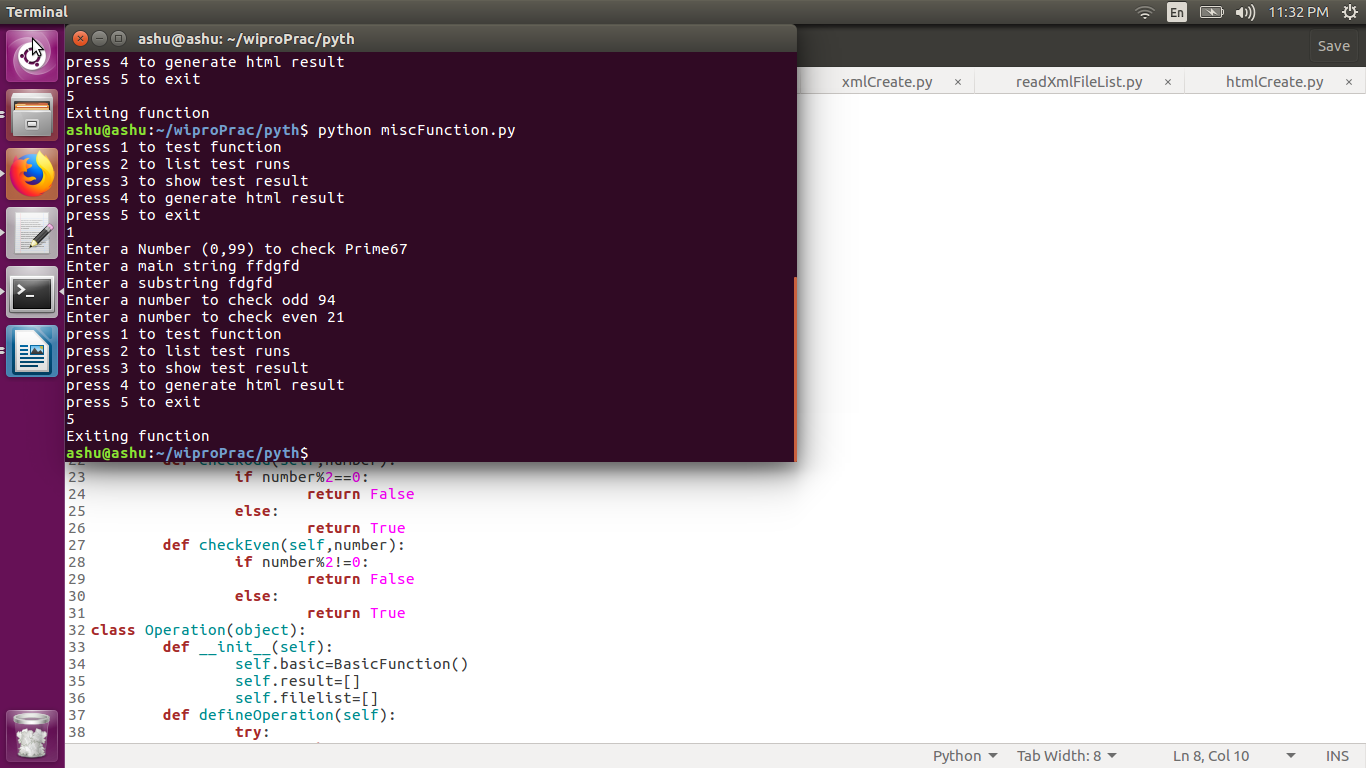 Terminal
En
11:32 PM
ashu@ashu: ~/wiproPrac/pyth
Save
xmlCreate.py × readXmlFileList.py × htmlCreate.py ×
press 4 to generate html result
press 5 to exit
5
Exiting function
ashu@ashu:~/wiproPrac/pyth$ python miscFunction.py
press 1 to test function
press 2 to list test runs
press 3 to show test result
press 4 to generate html result
press 5 to exit
1
Enter a Number (0,99) to check Prime67
Enter a main string ffdgfd
Enter a substring fdgfd
Enter a number to check odd 94
Enter a number to check even 21
press 1 to test function
press 2 to list test runs
press 3 to show test result
press 4 to generate html result
press 5 to exit
5
Exiting function
ashu@ashu:~/wiproPrac/pyth$
22 def checkOdd(self,number):
23 if number%2==0:
24 return False
25 else:
26 return True
27 def checkEven(self,number):
28 if number%2!=0:
29 return False
30 else:
31 return True
32 class Operation(object):
33 def __init__(self):
34 self.basic=BasicFunction()
35 self.result=[]
36 self.filelist=[]
37 def defineOperation(self):
38 try:
Python Tab Width: 8 Ln 8, Col 10 INS